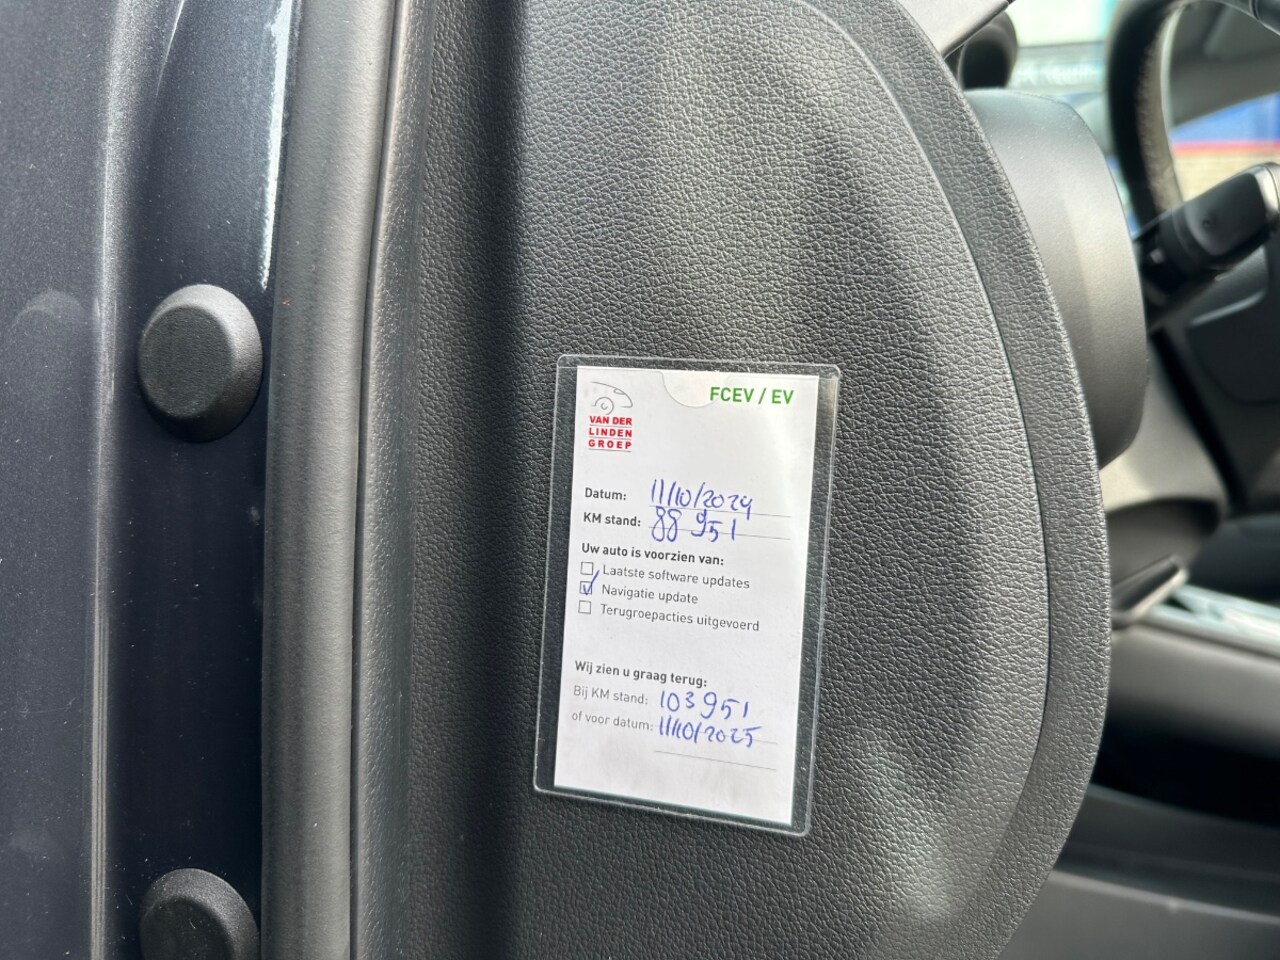 FCEV / EV
VAN DER
LINDEN
GROEP
Datum: 11/10/2024
KM stand: 88 951
Uw auto is voorzien van:
Laatste software updates
Navigatie update
Terugroepacties uitgevoerd
Wij zien u graag terug:
Bij KM stand: 103951
of voor datum: 11/10/2025